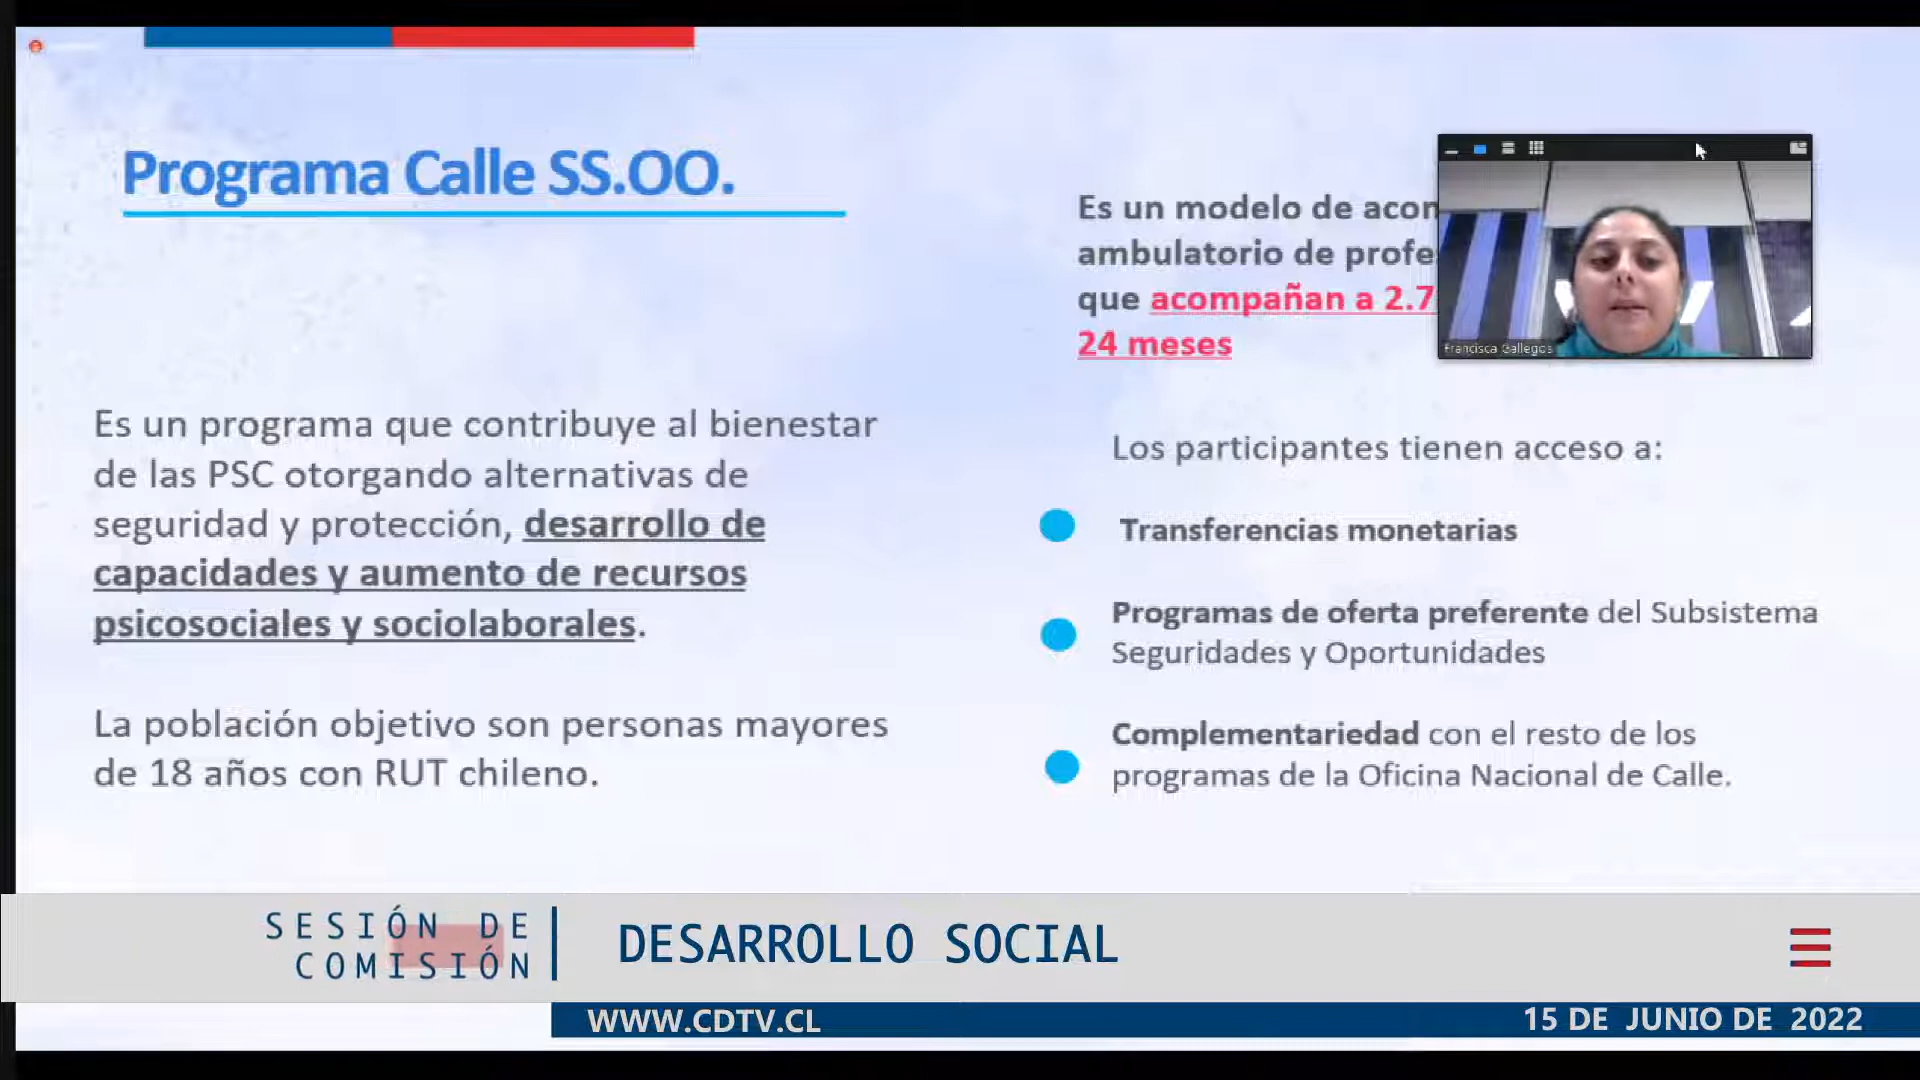 Programa Calle SS.OO.
Es un programa que contribuye al bienestar
de las PSC otorgando alternativas de
seguridad y protección, desarrollo de
capacidades y aumento de recursos
psicosociales y sociolaborales.
La población objetivo son personas mayores
de 18 años con RUT chileno.
Es un modelo de
ambulatorio de
que acompañan a 2.7
24 meses
Francisca Gallegos
Los participantes tienen acceso a:
Transferencias monetarias
Programas de oferta preferente del Subsistema
Seguridades y Oportunidades
Complementariedad con el resto de los
programas de la Oficina Nacional de Calle.
SESIÓN DE
COMISIÓN
DESARROLLO SOCIAL
WWW.CDTV.CL
15 DE JUNIO DE 2022